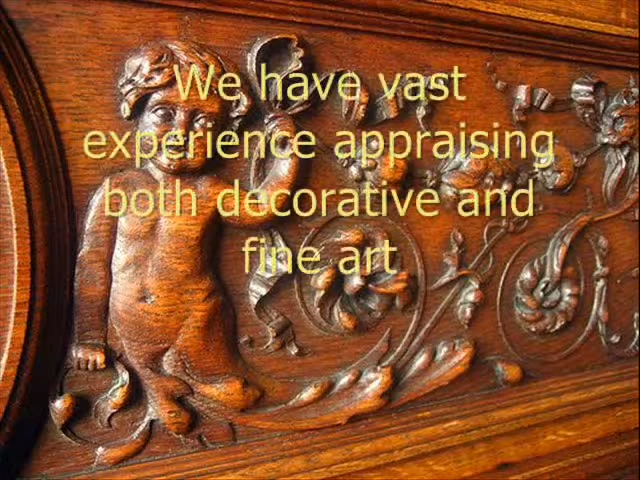 We have vast
experience appraising
both decorative and
fine art